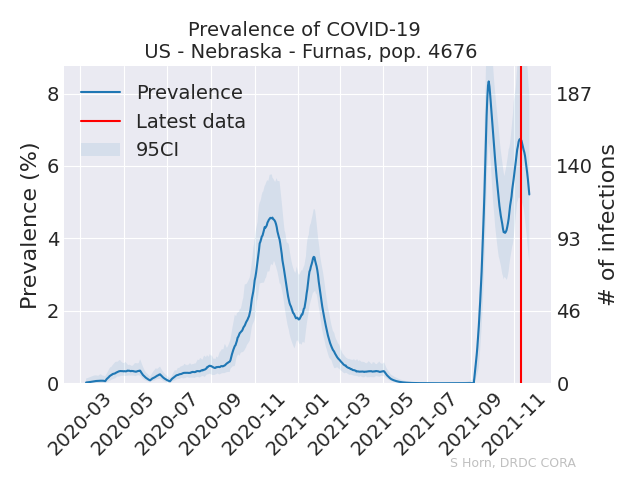 Prevalence of COVID-19
US - Nebraska - Furnas, pop. 4676
Prevalence
Latest data
95CI
Prevalence (%)
8
6
4
2
0
187
140
93
46
0
# of infections
2020-03
2020-05
2020-07
2020-09
2020-11
2021-01
2021-03
2021-05
2021-07
2021-09
2021-11
S Horn, DRDC CORA